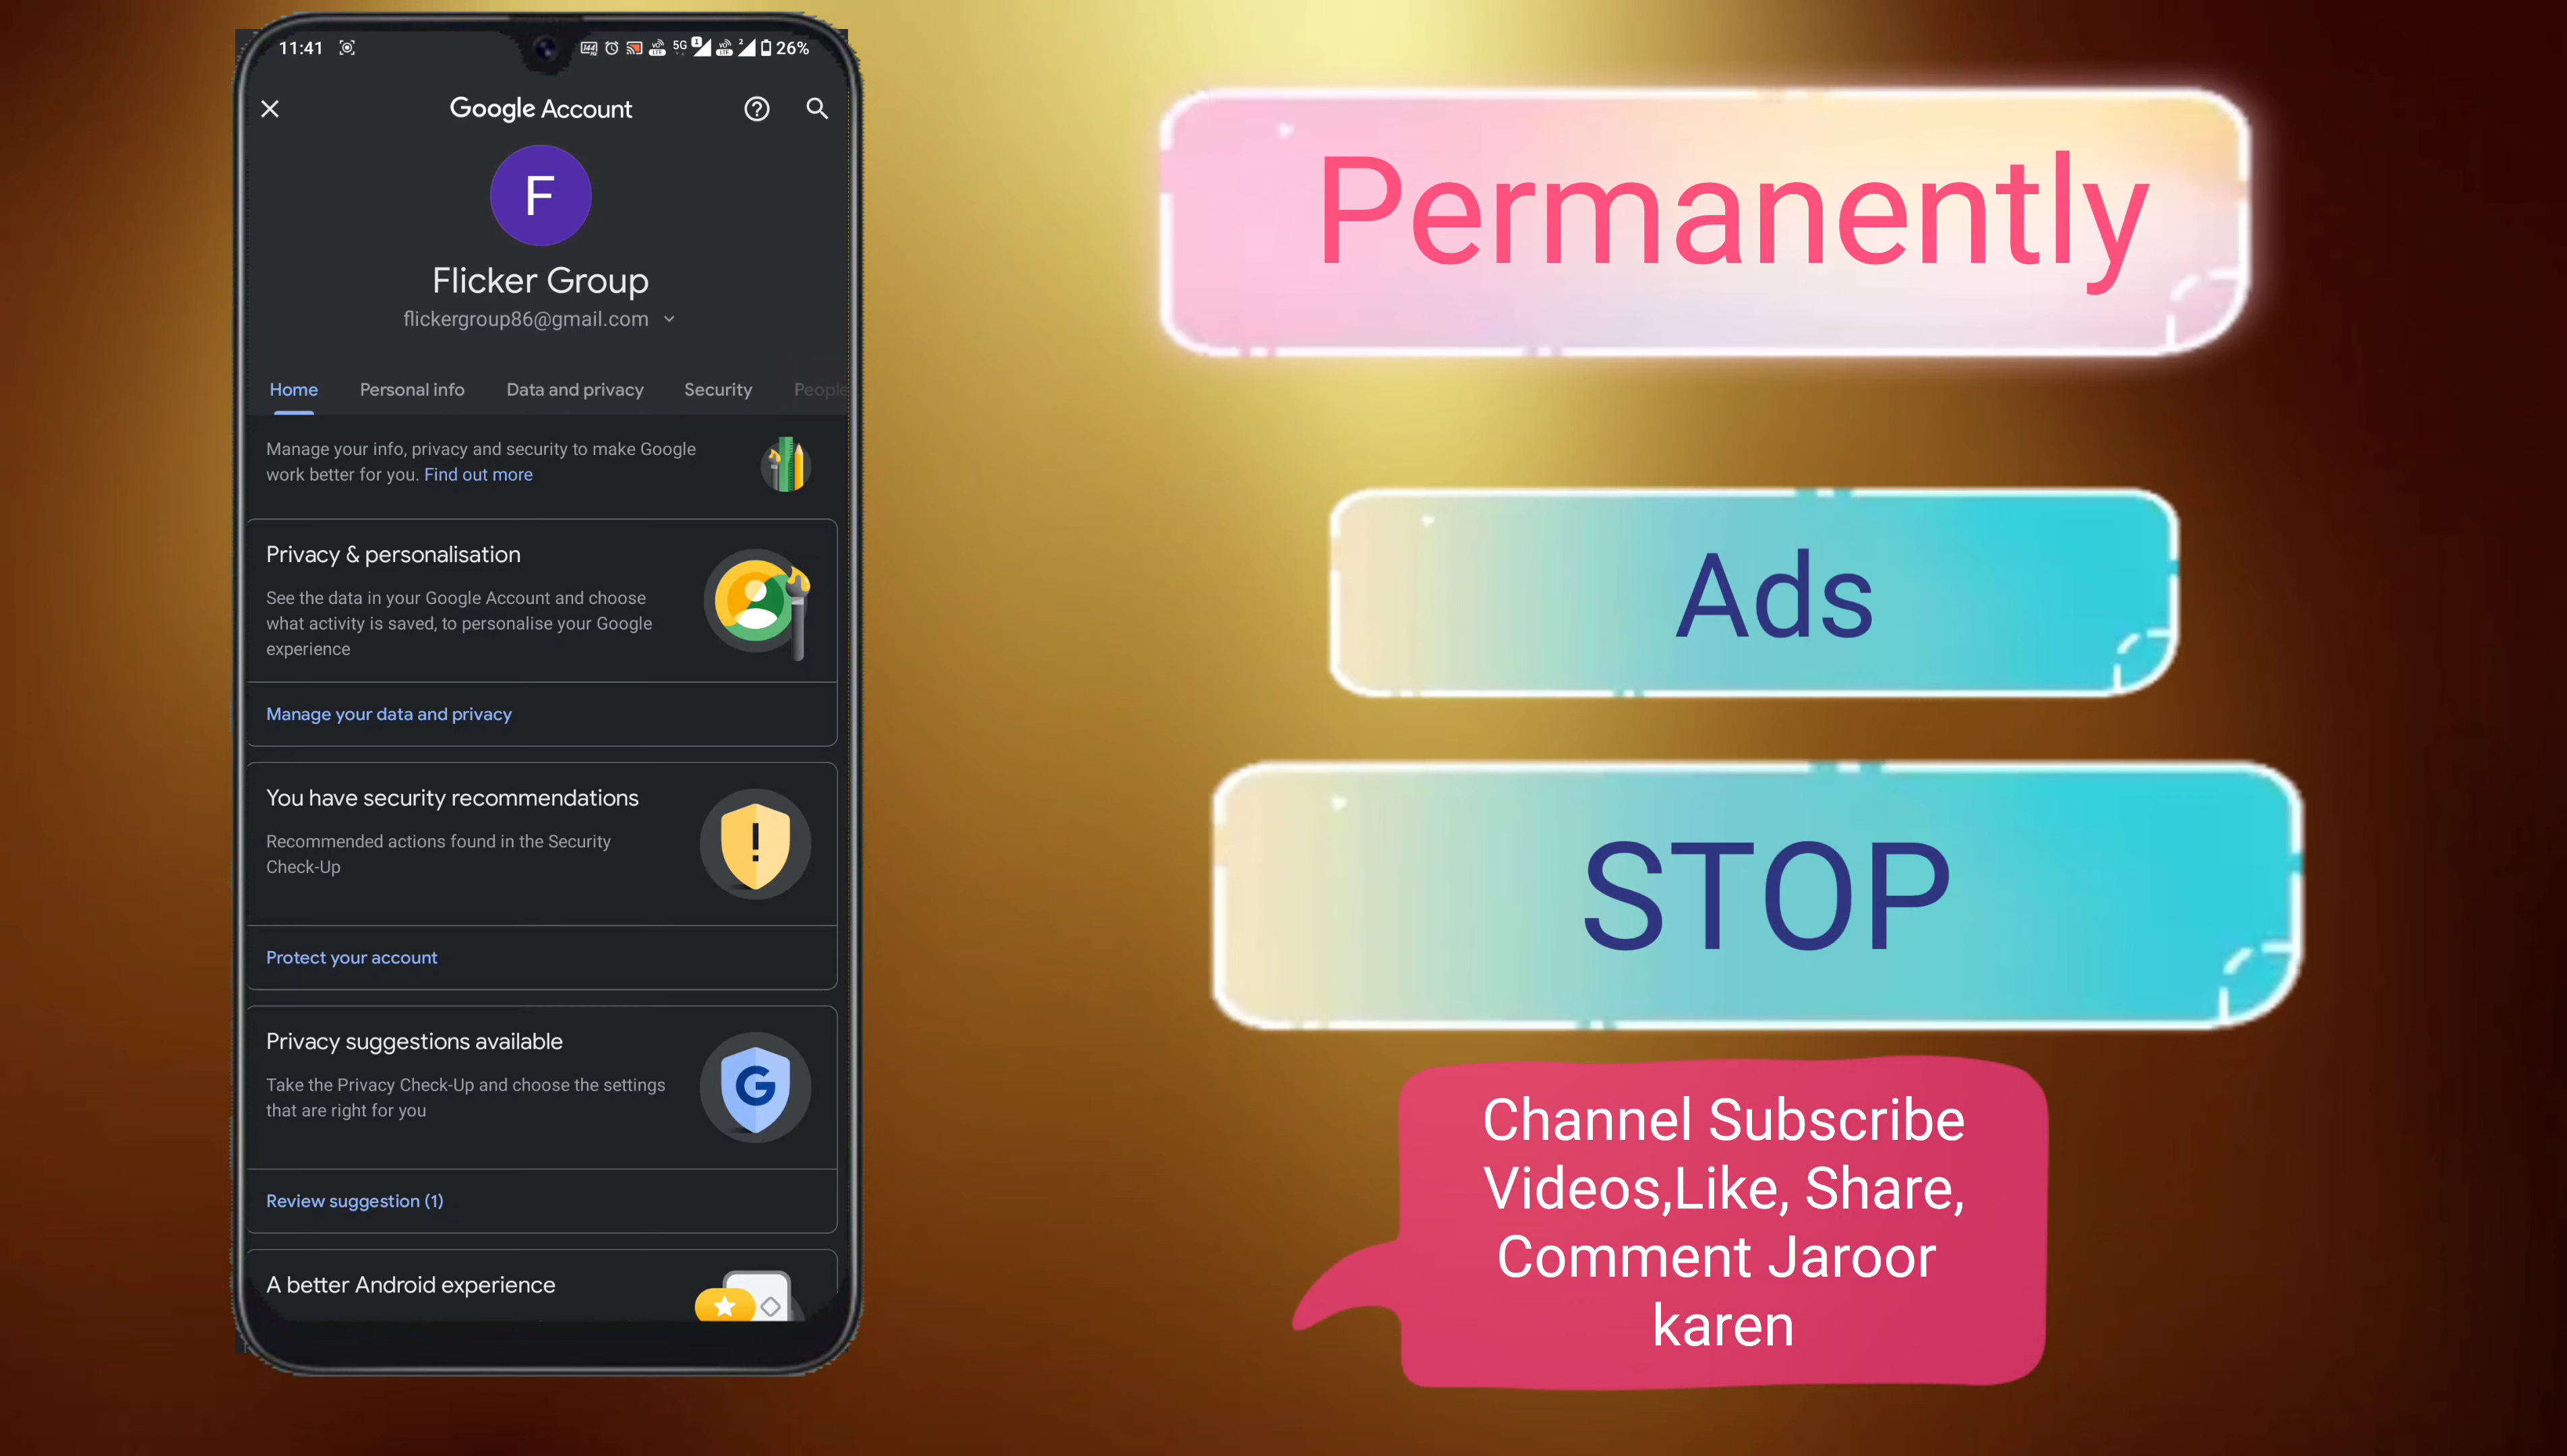 11:41
5G 1 2 26%
Google Account
F
Flicker Group
flickergroup86@gmail.com
Home Personal info Data and privacy Security People
Manage your info, privacy and security to make Google
work better for you. Find out more
Privacy & personalisation
See the data in your Google Account and choose
what activity is saved, to personalise your Google
experience
Manage your data and privacy
You have security recommendations
Recommended actions found in the Security
Check-Up
Protect your account
Privacy suggestions available
Take the Privacy Check-Up and choose the settings
that are right for you
G
Review suggestion (1)
A better Android experience
Permanently
Ads
STOP
Channel Subscribe
Videos,Like, Share,
Comment Jaroor
karen